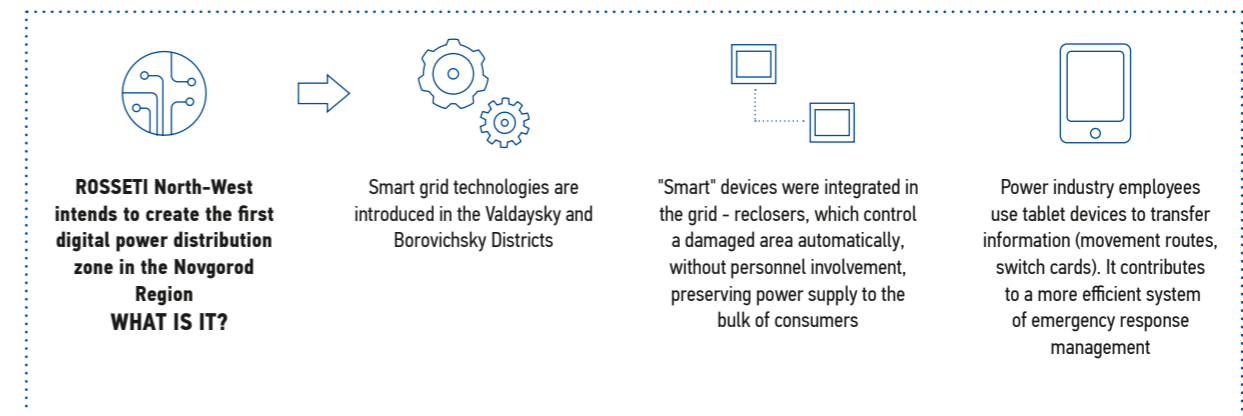 ROSSETI North-West
intends to create the first
digital power distribution
zone in the Novgorod
Region
WHAT IS IT?
Smart grid technologies are
introduced in the Valdaysky and
Borovichsky Districts
"Smart" devices were integrated in
the grid - reclosers, which control
a damaged area automatically,
without personnel involvement,
preserving power supply to the
bulk of consumers
Power industry employees
use tablet devices to transfer
information (movement routes,
switch cards). It contributes
to a more efficient system
of emergency response
management